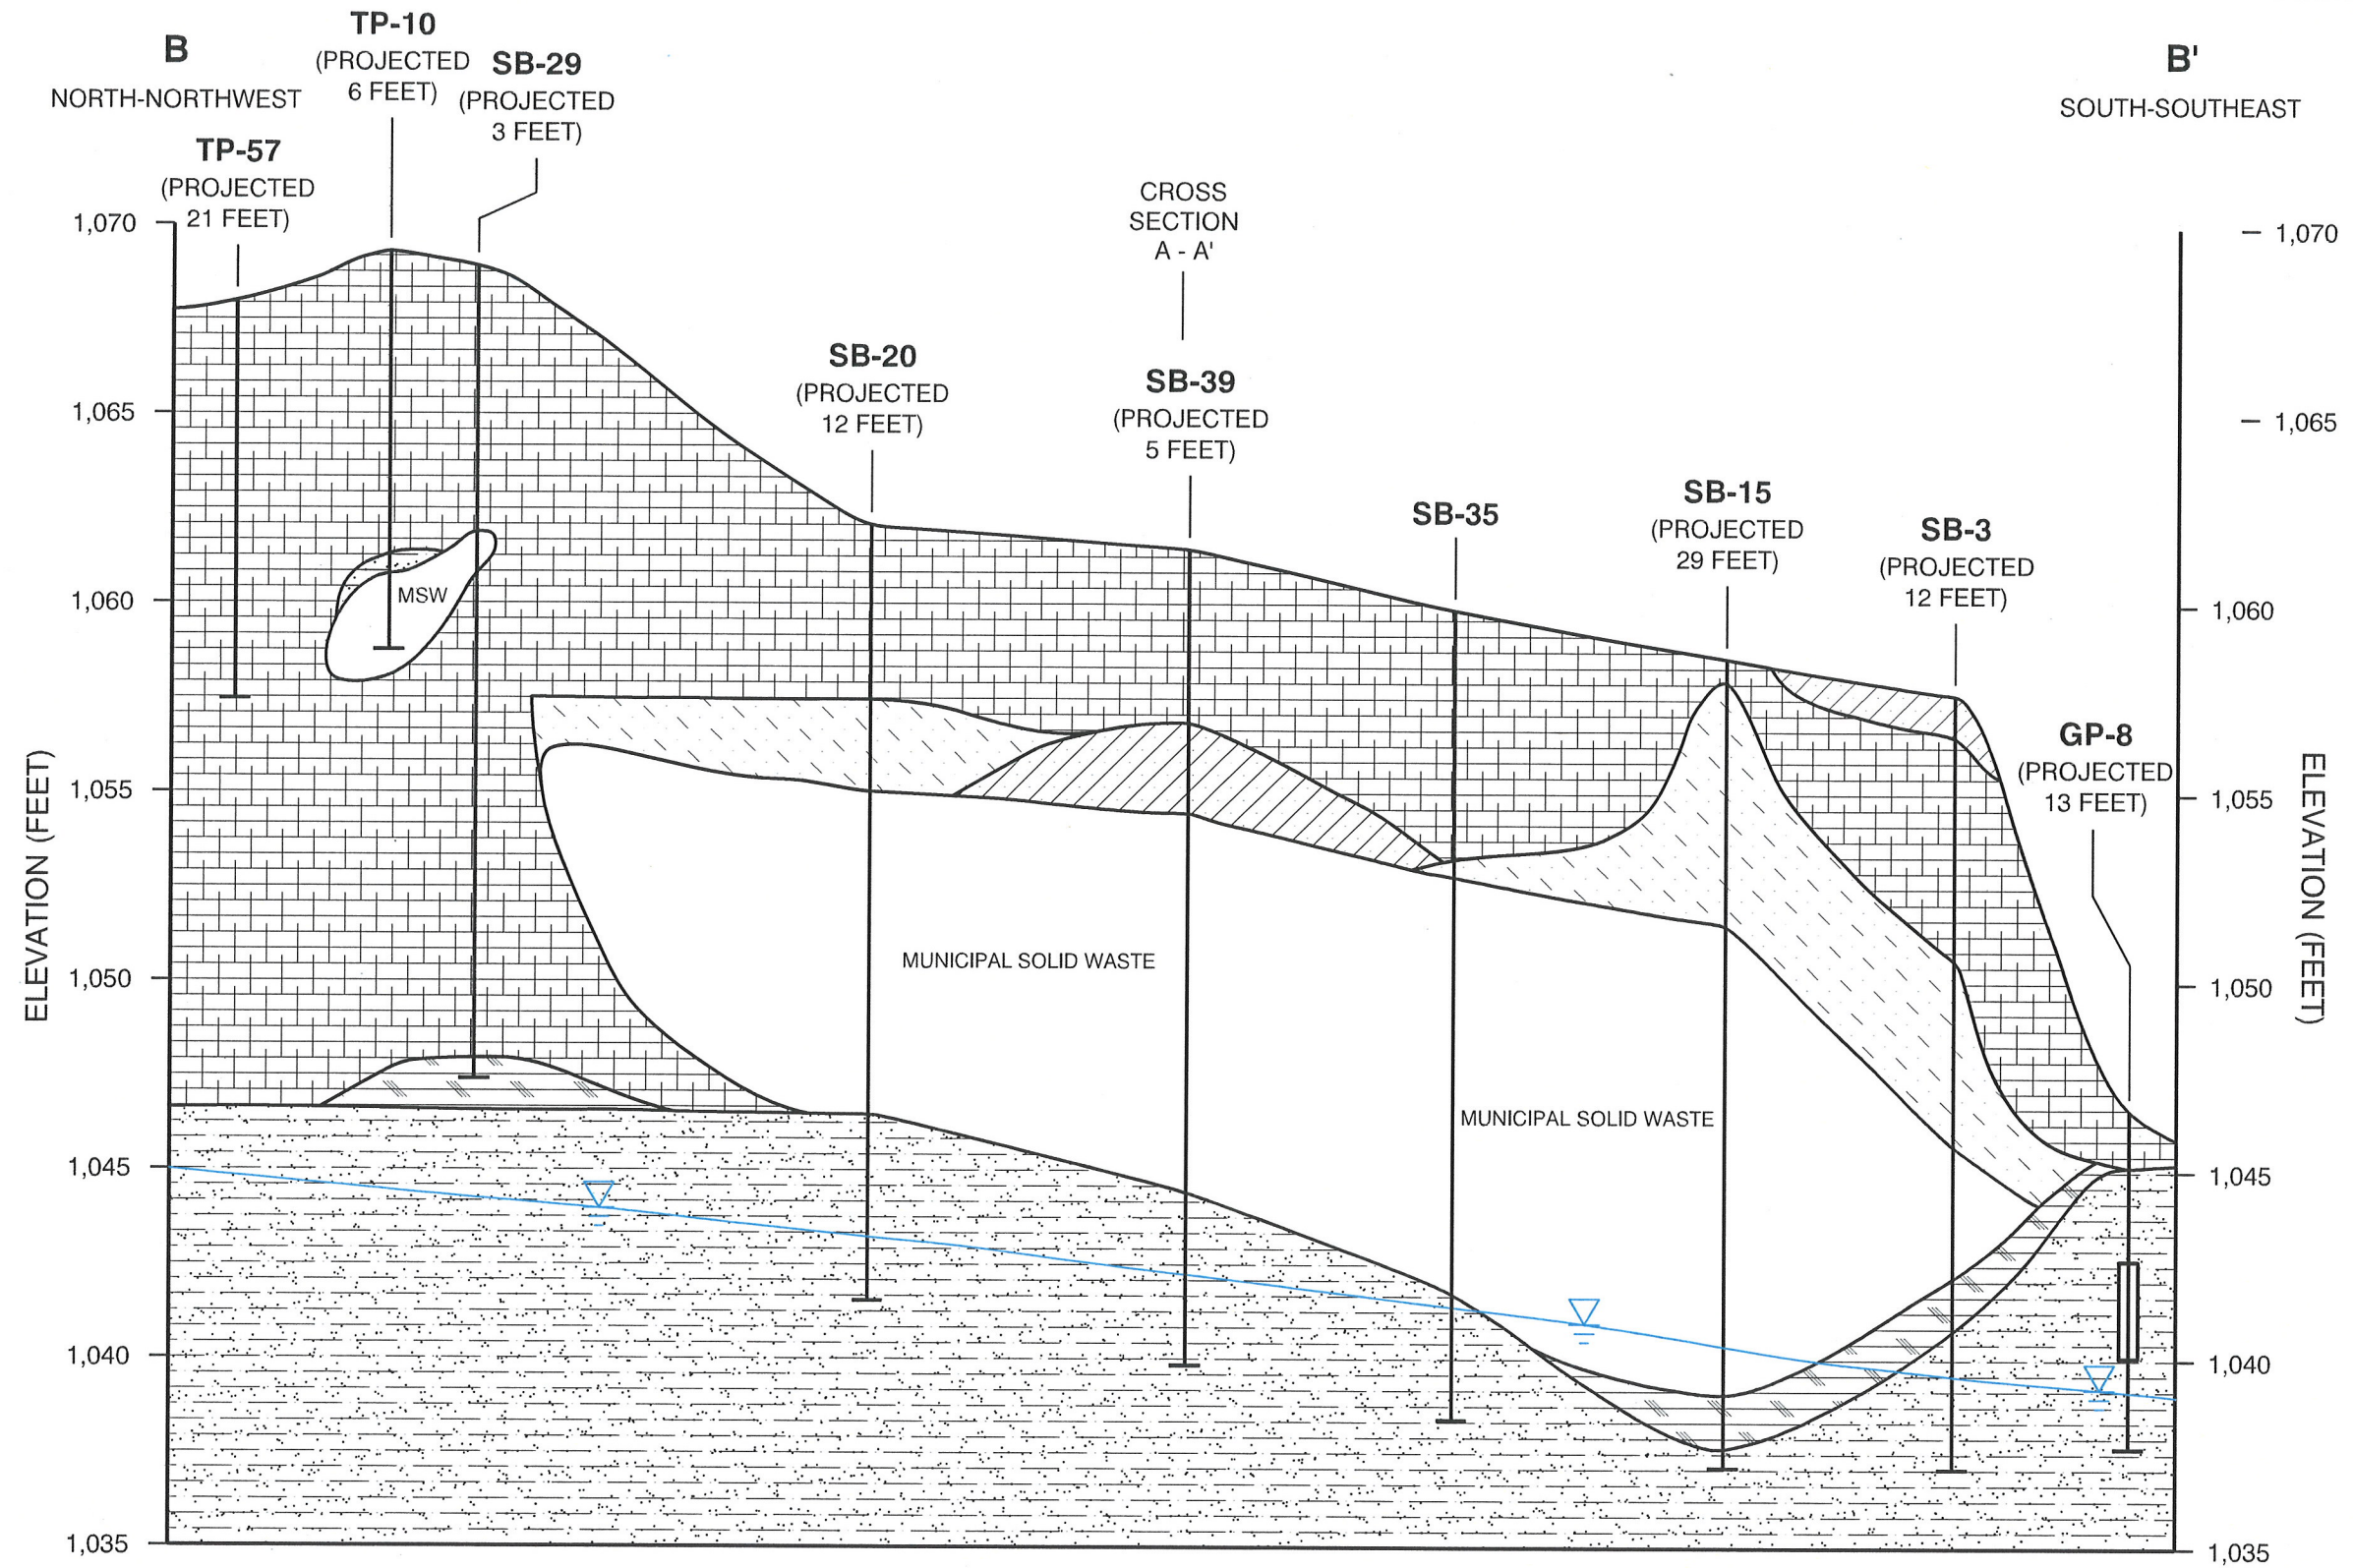 B
NORTH-NORTHWEST
TP-10
(PROJECTED
6 FEET)
SB-29
(PROJECTED
3 FEET)
TP-57
(PROJECTED
21 FEET)
CROSS
SECTION
A - A'
B'
SOUTH-SOUTHEAST
SB-20
(PROJECTED
12 FEET)
SB-39
(PROJECTED
5 FEET)
SB-35
SB-15
(PROJECTED
29 FEET)
SB-3
(PROJECTED
12 FEET)
GP-8
(PROJECTED
13 FEET)
ELEVATION (FEET)
1,070
1,065
1,060
1,055
1,050
1,045
1,040
1,035
MSW
MUNICIPAL SOLID WASTE
MUNICIPAL SOLID WASTE
1,070
1,065
1,060
1,055
1,050
1,045
1,040
1,035
ELEVATION (FEET)